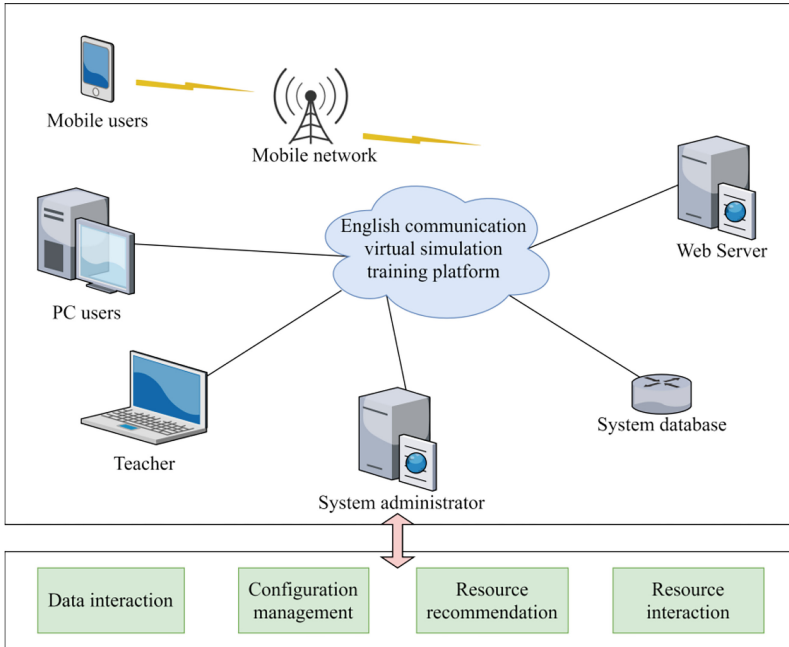 Mobile users
Mobile network
English communication
virtual simulation
training platform
Web Server
PC users
System database
Teacher
System administrator
Data interaction
Configuration
management
Resource
recommendation
Resource
interaction